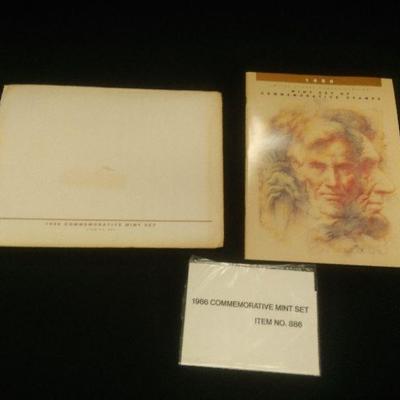 1986 COMMEMORATIVE MINT SET
1986
MINT SET OF
COMMEMORATIVE STAMPS
1986 COMMEMORATIVE MINT SET
ITEM NO. 886